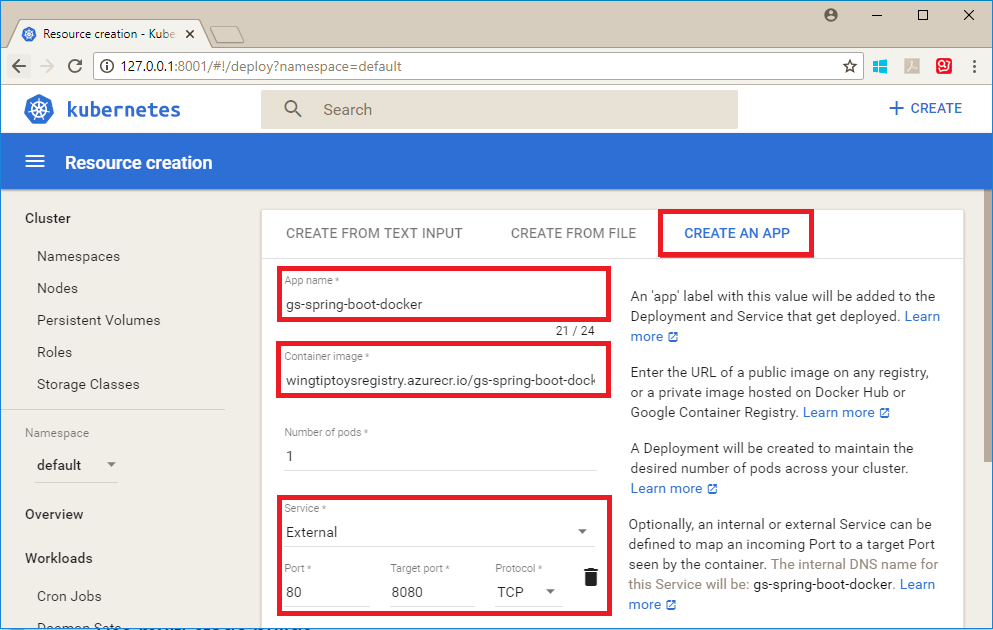 Resource creation - Kube
127.0.0.1:8001/#!/deploy?namespace=default
kubernetes
Search
+ CREATE
Resource creation
Cluster
Namespaces
Nodes
Persistent Volumes
Roles
Storage Classes
Namespace
default
Overview
Workloads
Cron Jobs
Daemon Sets
CREATE FROM TEXT INPUT
CREATE FROM FILE
CREATE AN APP
App name *
gs-spring-boot-docker
21 / 24
Container image *
wingtiptoysregistry.azurecr.io/gs-spring-boot-dock
Number of pods *
1
Service *
External
Port *
Target port *
Protocol *
80
8080
TCP
An 'app' label with this value will be added to the
Deployment and Service that get deployed. Learn
more
Enter the URL of a public image on any registry,
or a private image hosted on Docker Hub or
Google Container Registry. Learn more
A Deployment will be created to maintain the
desired number of pods across your cluster.
Learn more
Optionally, an internal or external Service can be
defined to map an incoming Port to a target Port
seen by the container. The internal DNS name for
this Service will be: gs-spring-boot-docker. Learn
more